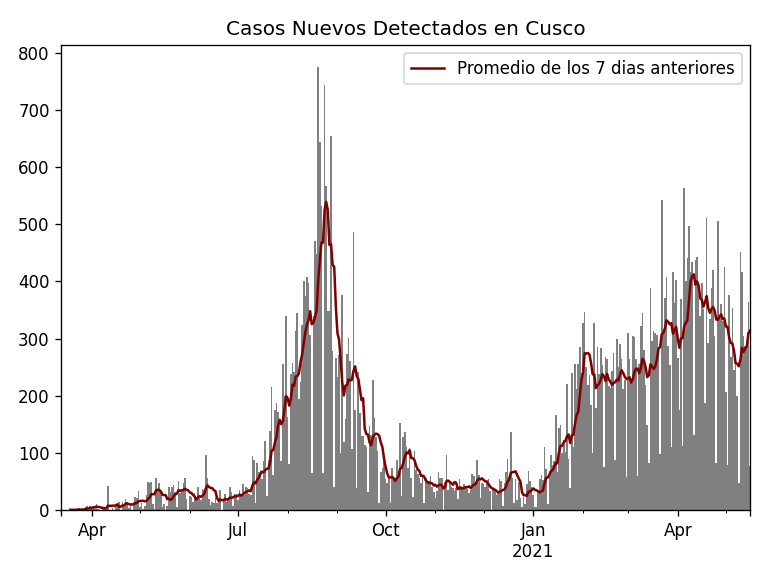 Casos Nuevos Detectados en Cusco
Promedio de los 7 dias anteriores
800
700
600
500
400
300
200
100
0
Apr
Jul
Oct
Jan
2021
Apr